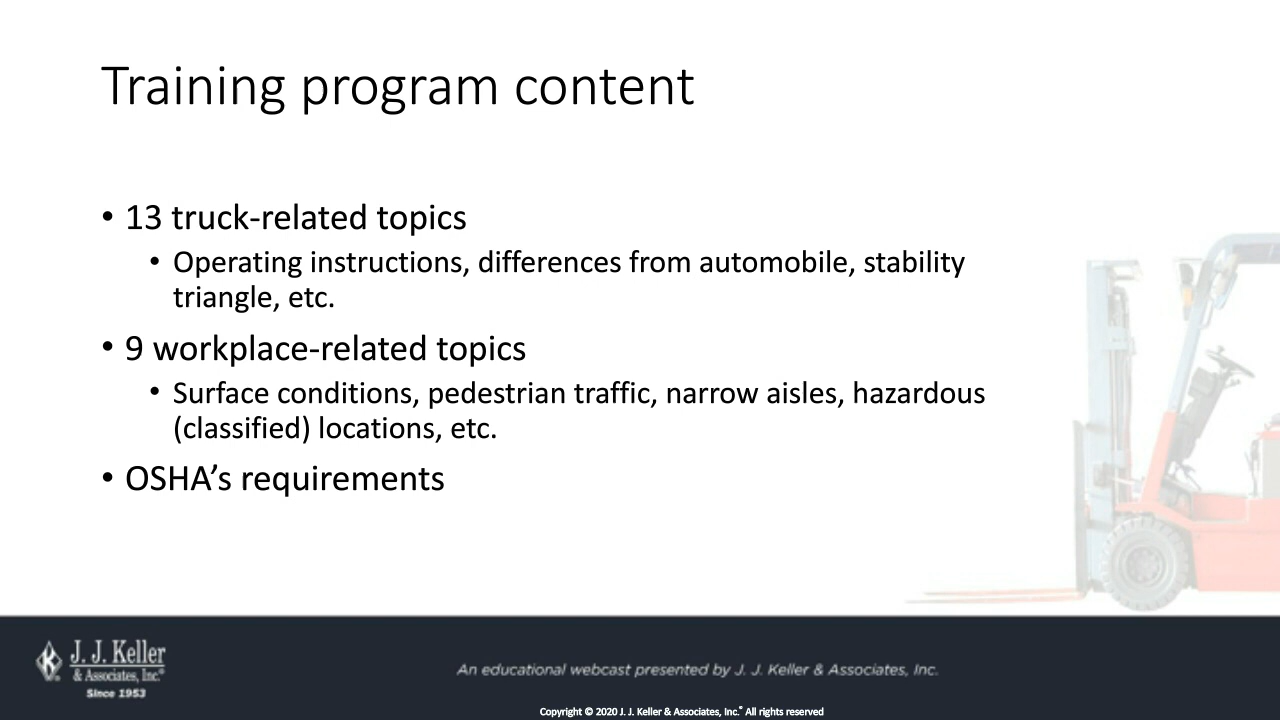 Training program content
• 13 truck-related topics
• Operating instructions, differences from automobile, stability
triangle, etc.
• 9 workplace-related topics
• Surface conditions, pedestrian traffic, narrow aisles, hazardous
(classified) locations, etc.
• OSHA’s requirements
J. J. Keller
& Associates, Inc.®
Since 1953
An educational webcast presented by J. J. Keller & Associates, Inc.
Copyright © 2020 J. J. Keller & Associates, Inc.® All rights reserved